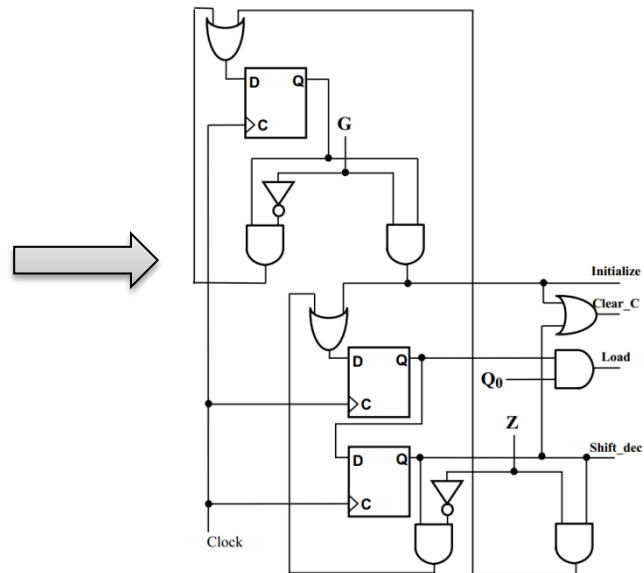 D Q
C
G
Initialize
Clear_C
D Q
Load
Q₀
C
Z
D Q
Shift_dec
C
Clock